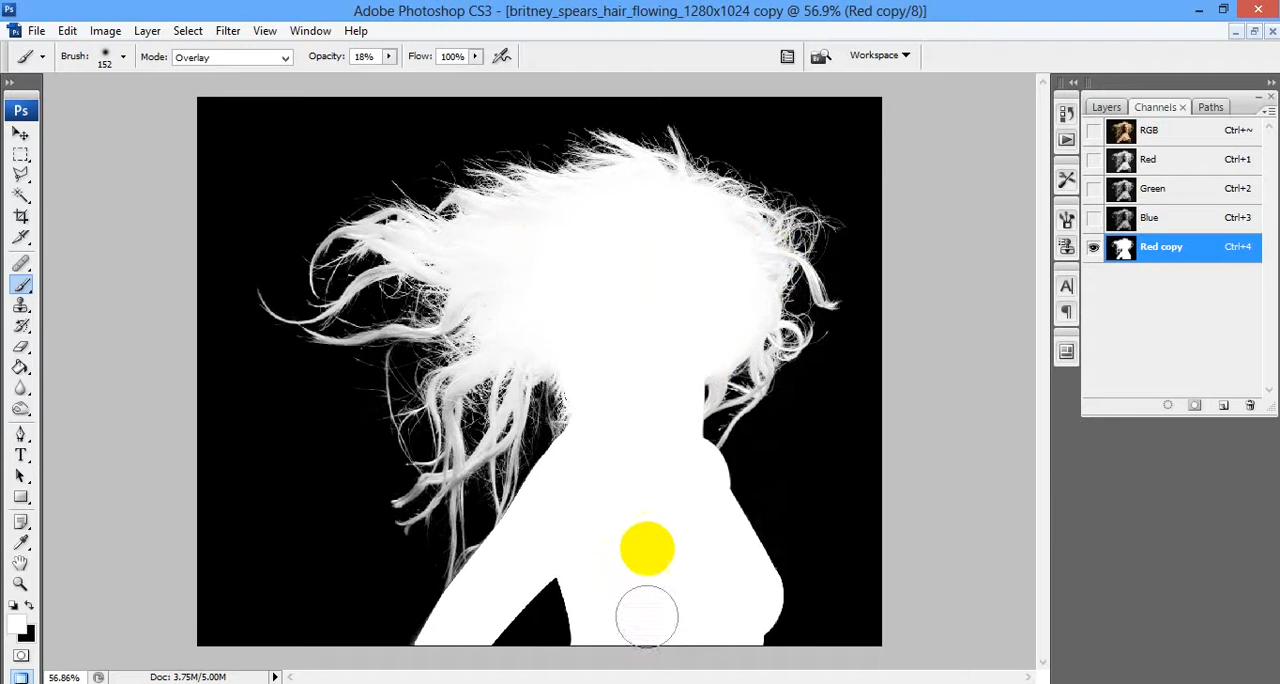 Ps Adobe Photoshop CS3 - [britney_spears_hair_flowing_1280x1024 copy @ 56.9% (Red copy/8)]
Ps File Edit Image Layer Select Filter View Window Help
Brush: 152 Mode: Overlay Opacity: 18% Flow: 100% Workspace
Ps
Layers Channels × Paths
RGB Ctrl+~
Red Ctrl+1
Green Ctrl+2
Blue Ctrl+3
Red copy Ctrl+4
A
T
56.86% Doc: 3.75M/5.00M